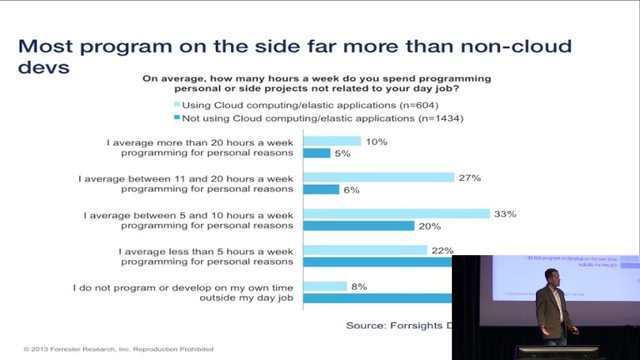 Most program on the side far more than non-cloud
devs
On average, how many hours a week do you spend programming
personal or side projects not related to your day job?
Using Cloud computing/elastic applications (n=604)
Not using Cloud computing/elastic applications (n=1434)
I average more than 20 hours a week
programming for personal reasons
10%
5%
I average between 11 and 20 hours a week
programming for personal reasons
27%
6%
I average between 5 and 10 hours a week
programming for personal reasons
33%
20%
I average less than 5 hours a week
programming for personal reasons
22%
I do not program or develop on my own time
outside my day job
8%
Source: Forrsights D
© 2013 Forrester Research, Inc. Reproduction Prohibited